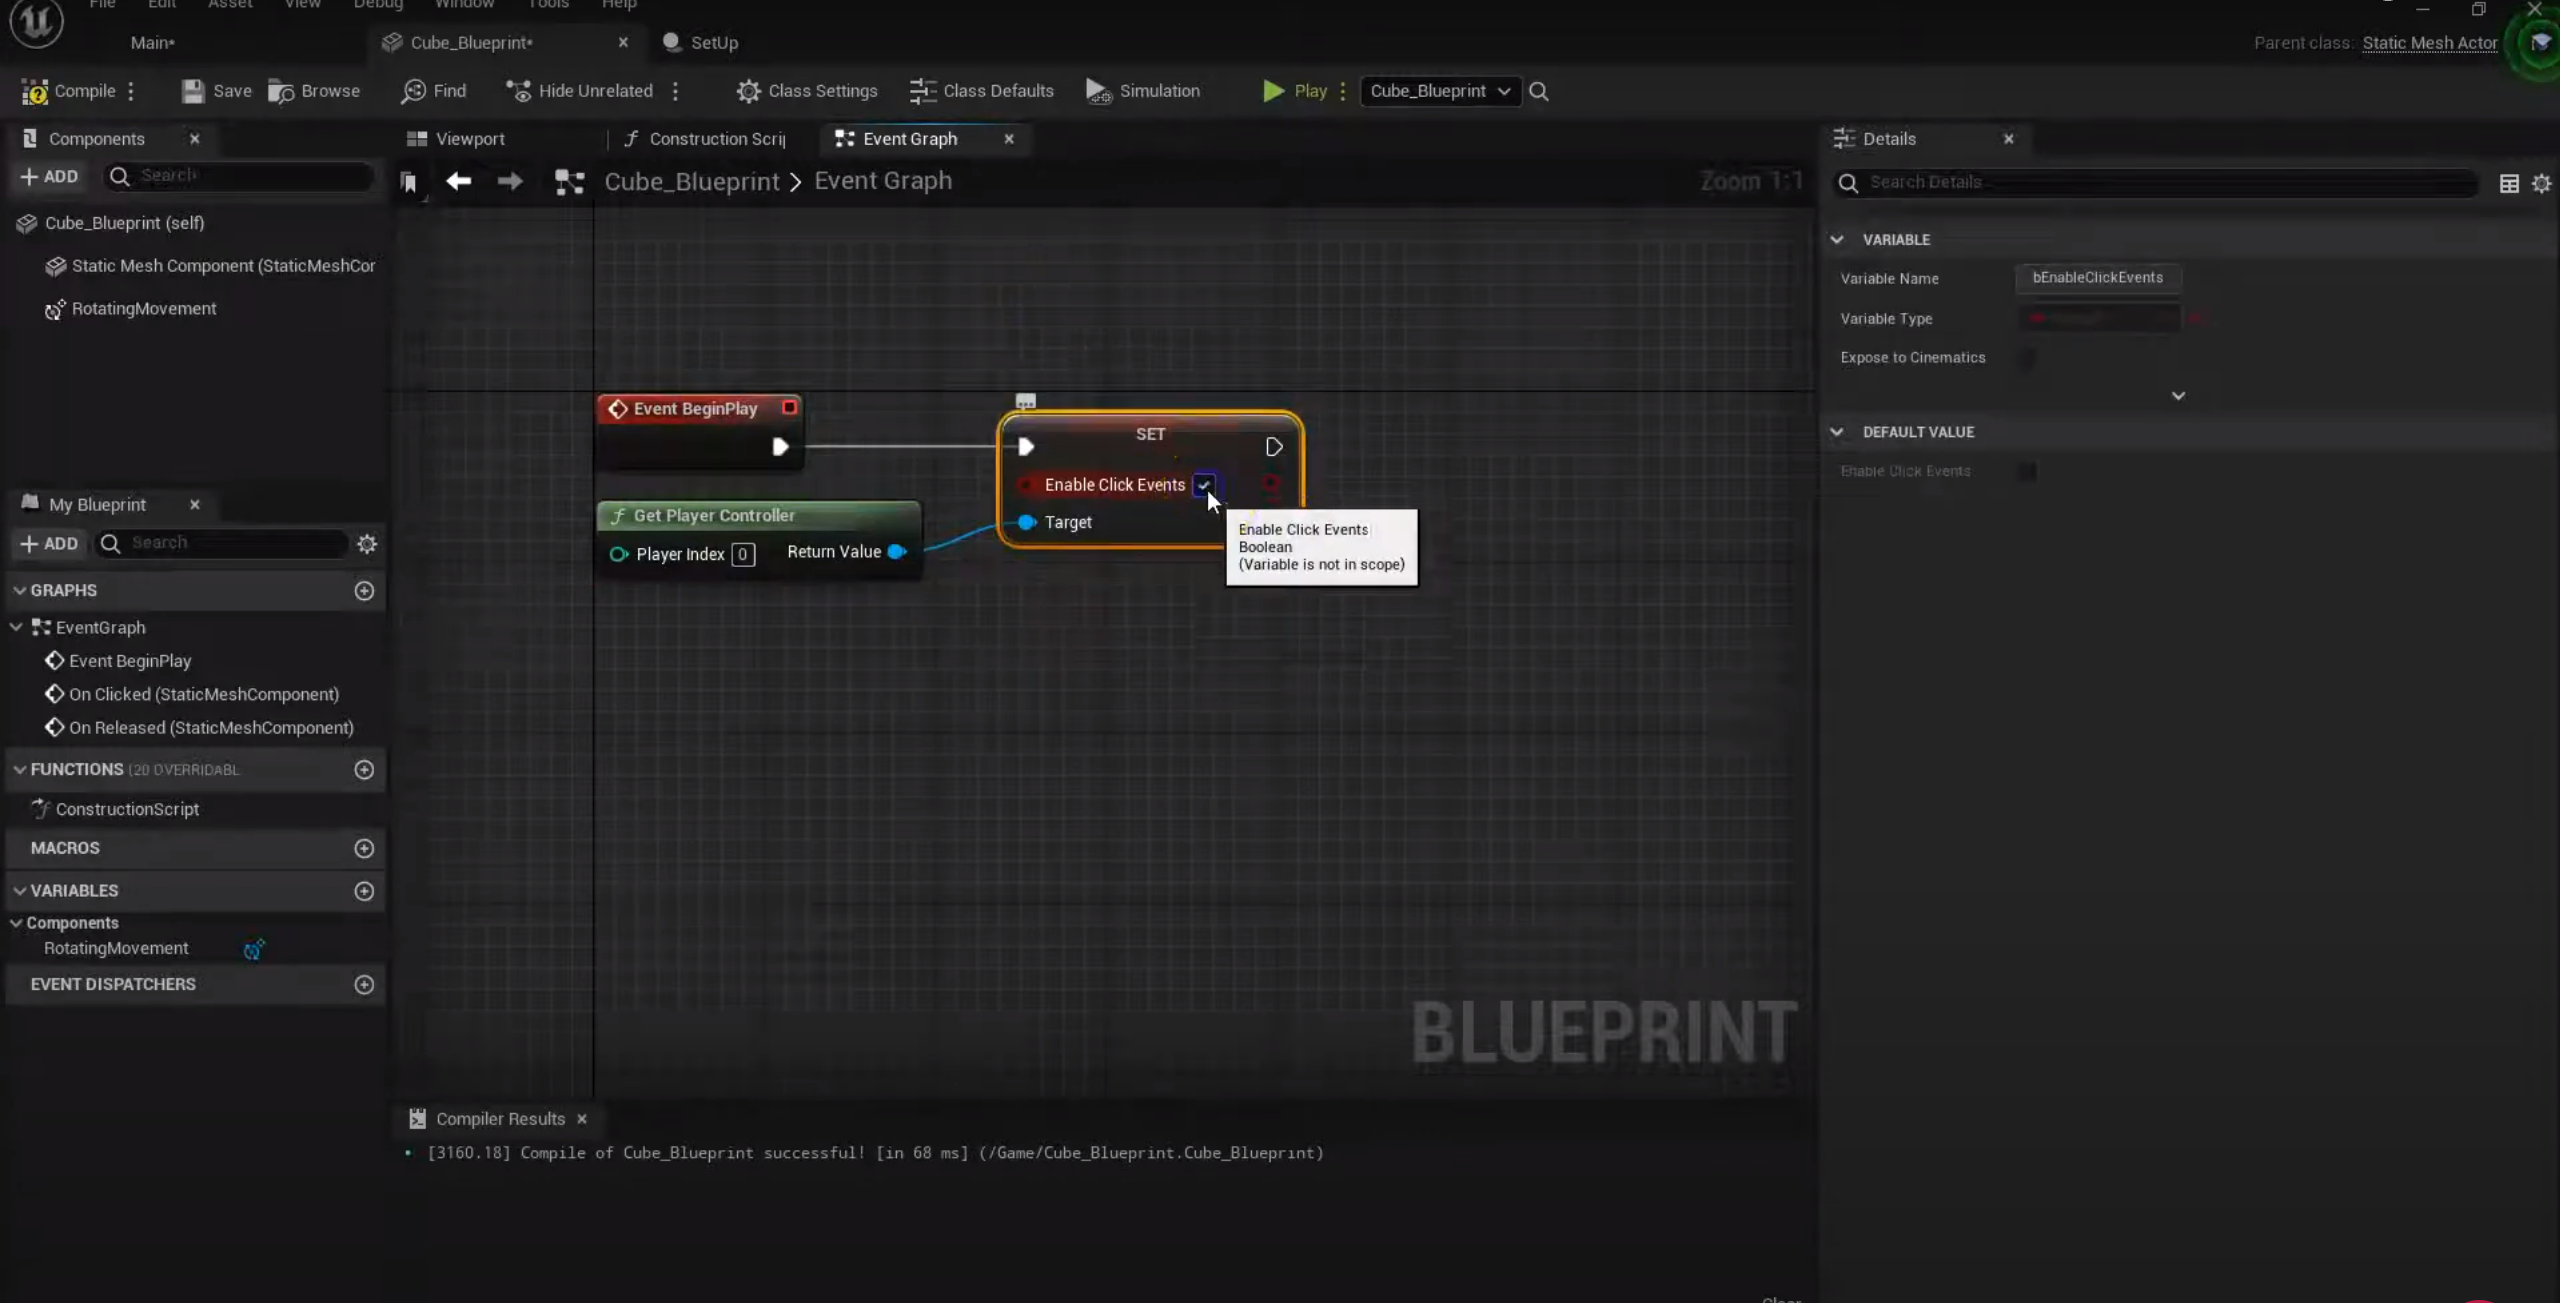 File Edit Asset View Debug Window Tools Help
Main* Cube_Blueprint* SetUp Parent class: Static Mesh Actor
Compile Save Browse Find Hide Unrelated Class Settings Class Defaults Simulation Play Cube_Blueprint
Components
ADD Search
Cube_Blueprint (self)
Static Mesh Component (StaticMeshCor
RotatingMovement
My Blueprint
ADD Search
GRAPHS
EventGraph
Event BeginPlay
On Clicked (StaticMeshComponent)
On Released (StaticMeshComponent)
FUNCTIONS (20 OVERRIDABL
ConstructionScript
MACROS
VARIABLES
Components
RotatingMovement
EVENT DISPATCHERS
Viewport Construction Scri Event Graph
Cube_Blueprint > Event Graph Zoom 1:1
Event BeginPlay
Get Player Controller
Player Index 0 Return Value
SET
Enable Click Events
Target
Enable Click Events
Boolean
(Variable is not in scope)
BLUEPRINT
Compiler Results
[3160.18] Compile of Cube_Blueprint successful! [in 68 ms] (/Game/Cube_Blueprint.Cube_Blueprint)
Details
Search Details
VARIABLE
Variable Name bEnableClickEvents
Variable Type
Expose to Cinematics
DEFAULT VALUE
Enable Click Events